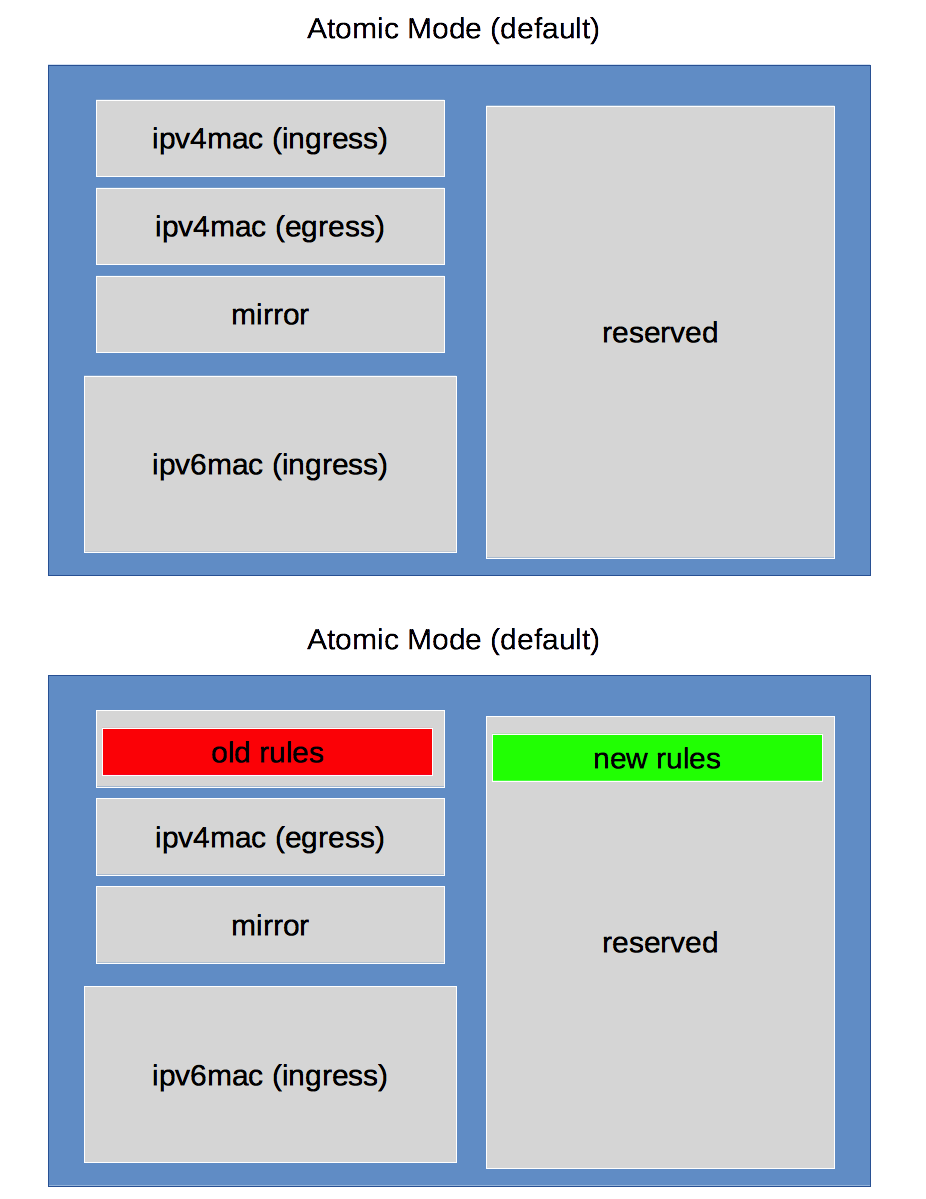 Atomic Mode (default)
ipv4mac (ingress)
ipv4mac (egress)
mirror
ipv6mac (ingress)
reserved
Atomic Mode (default)
old rules
ipv4mac (egress)
mirror
ipv6mac (ingress)
new rules
reserved